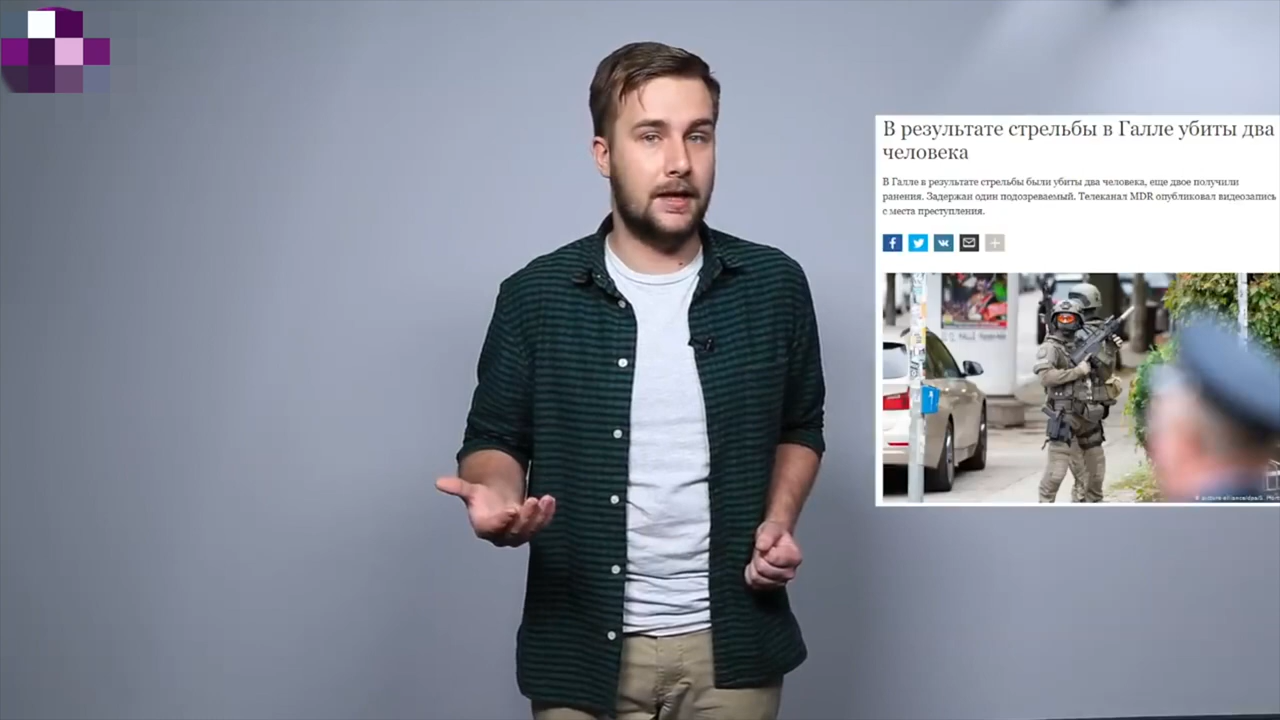 В результате стрельбы в Галле убиты два
человека
В Галле в результате стрельбы были убиты два человека, еще двое получили
ранения. Задержан один подозреваемый. Телеканал MDR опубликовал видеозапись
с места преступления.